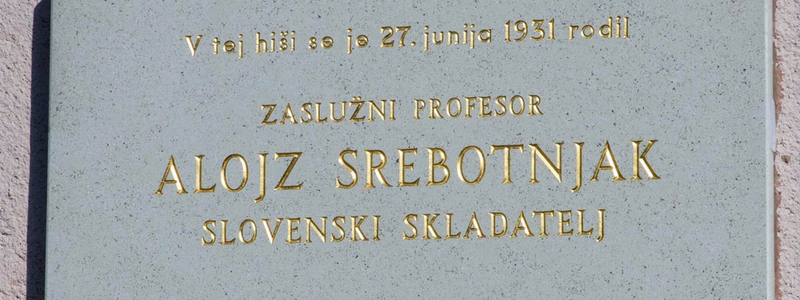 V tej hiši se je 27. junija 1931 rodil
ZASLUŽNI PROFESOR
ALOJZ SREBOTNJAK
SLOVENSKI SKLADATELJ